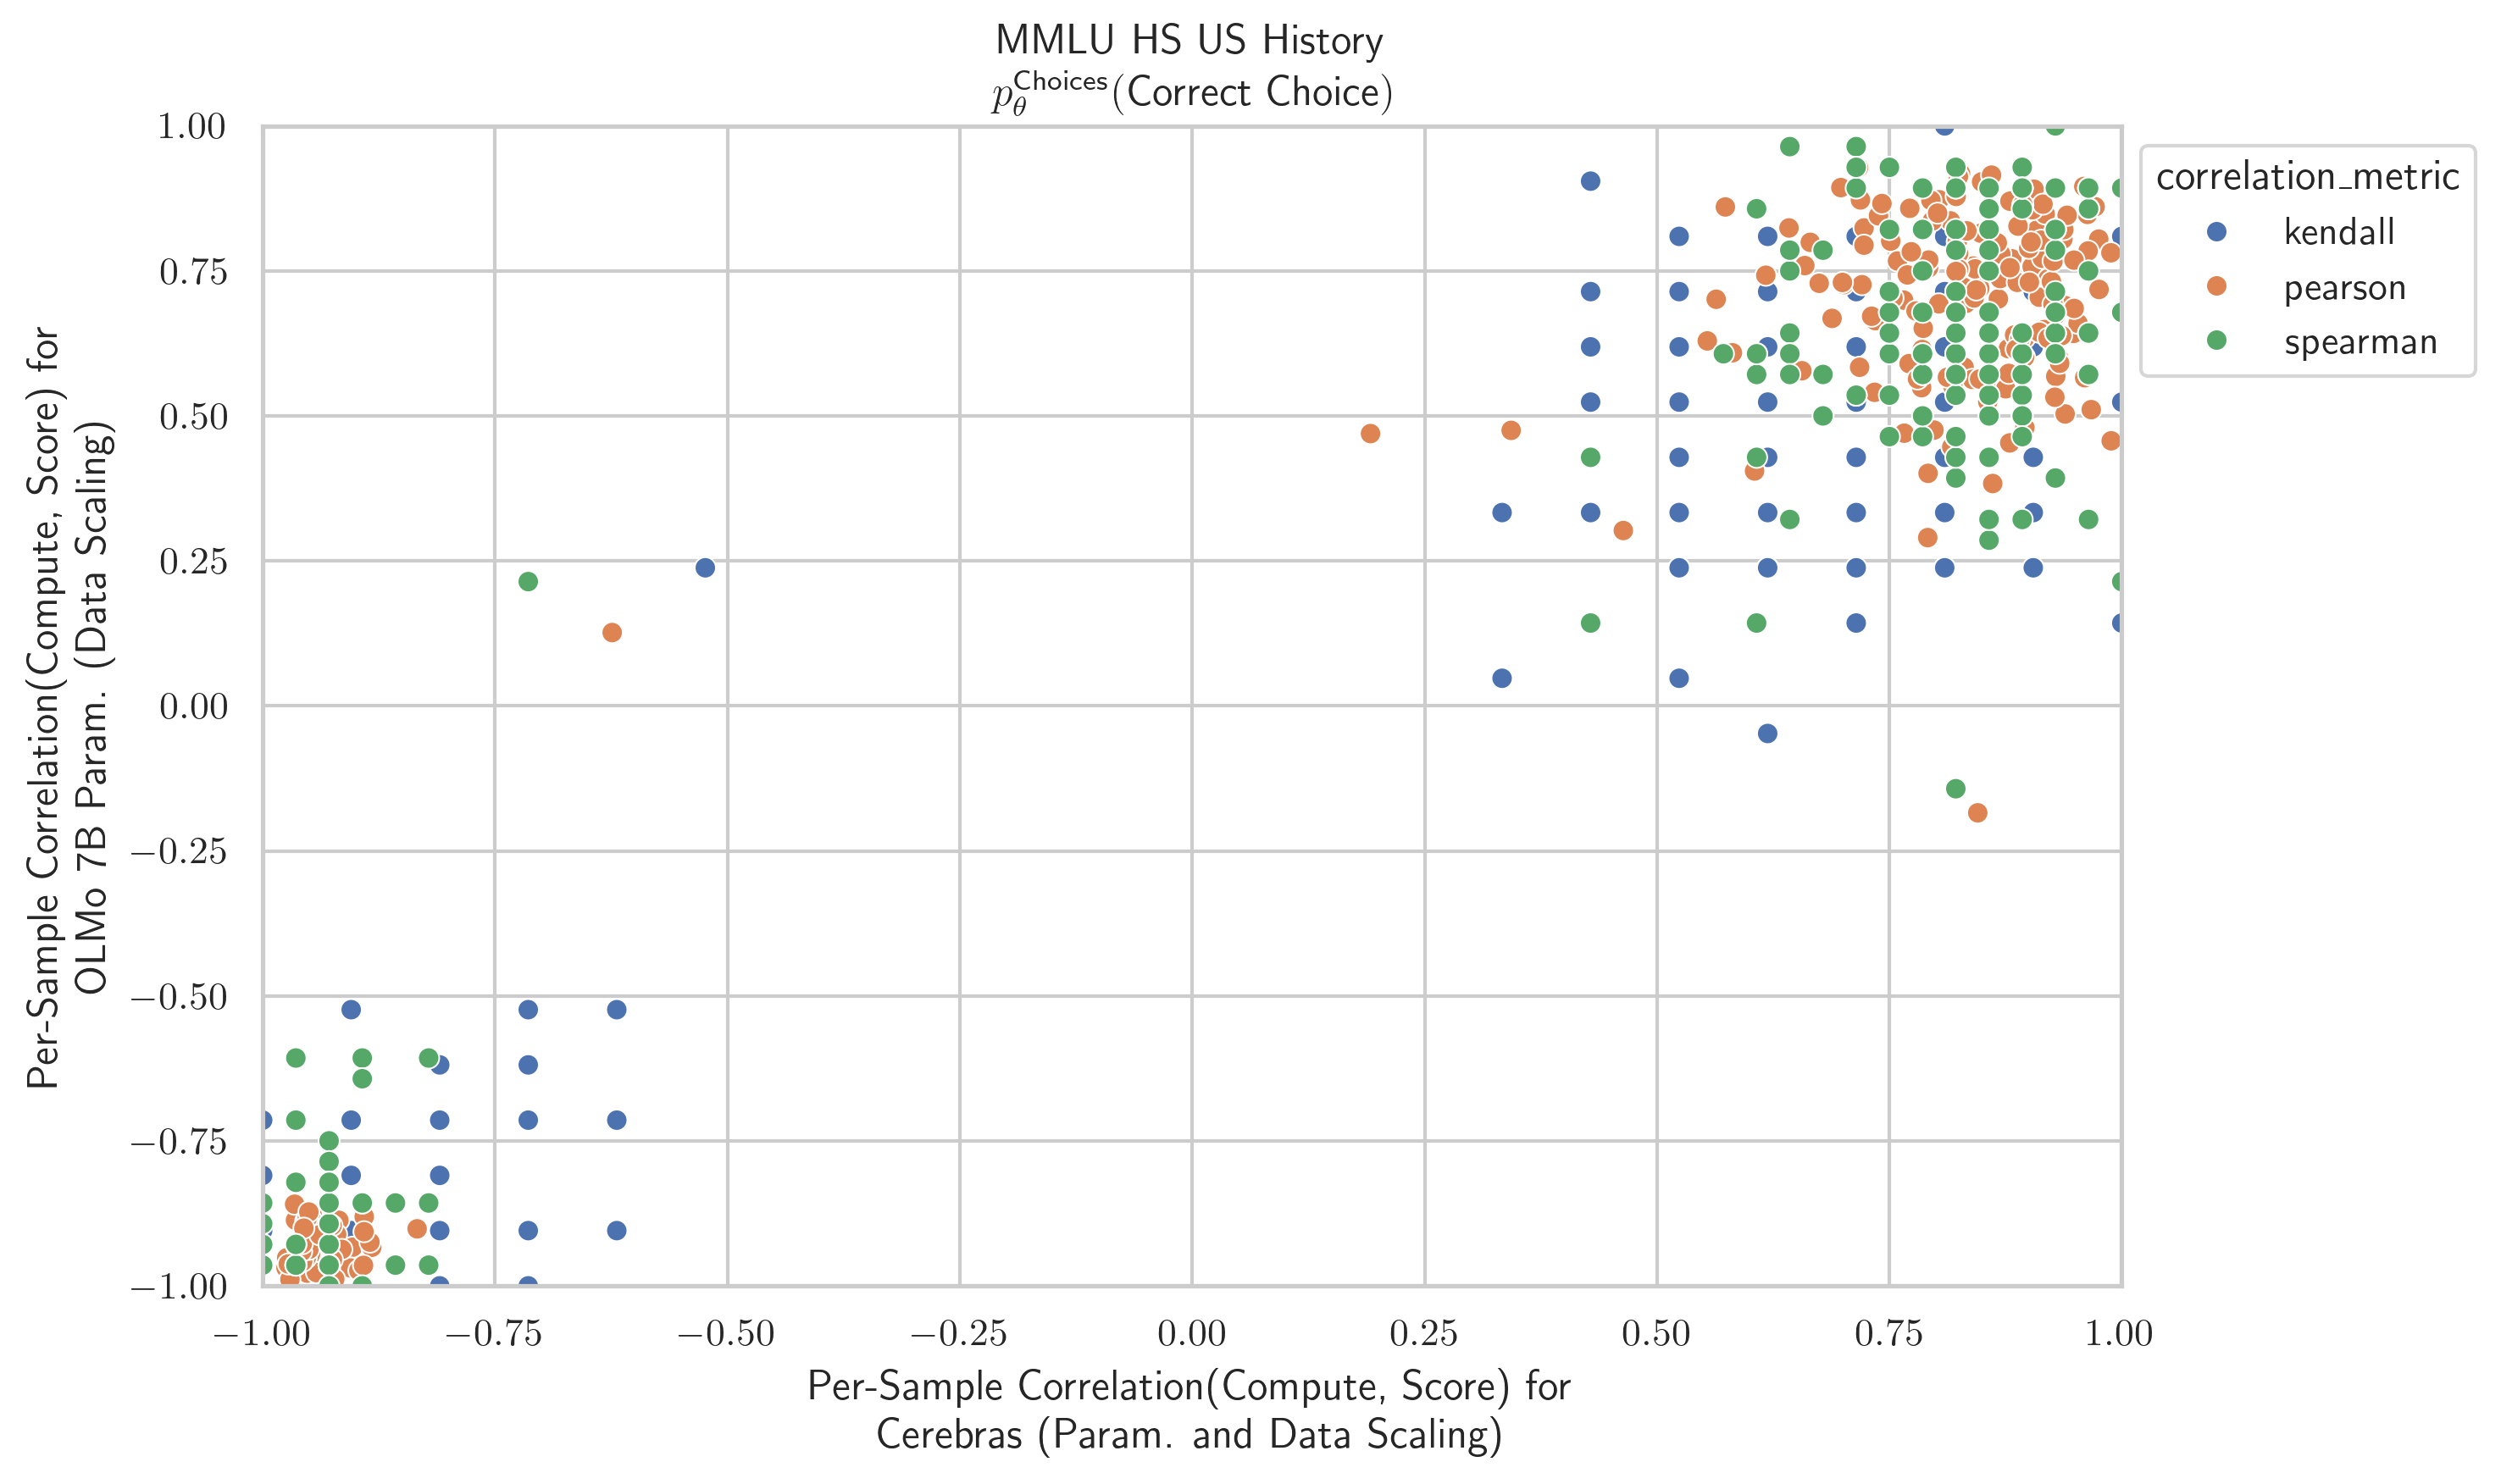 MMLU HS US History
p_θ^Choices(Correct Choice)
1.00
0.75
0.50
0.25
0.00
−0.25
−0.50
−0.75
−1.00
Per-Sample Correlation(Compute, Score) for
OLMo 7B Param. (Data Scaling)
correlation_metric
kendall
pearson
spearman
−1.00 −0.75 −0.50 −0.25 0.00 0.25 0.50 0.75 1.00
Per-Sample Correlation(Compute, Score) for
Cerebras (Param. and Data Scaling)